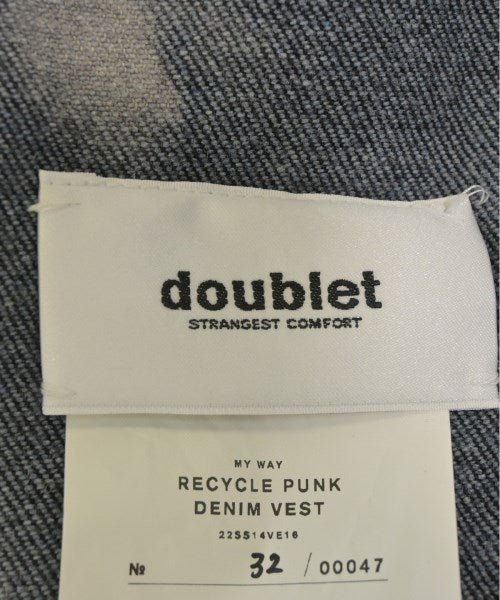 doublet
STRANGEST COMFORT
MY WAY
RECYCLE PUNK
DENIM VEST
22SS14VE16
№ 32 / 00047